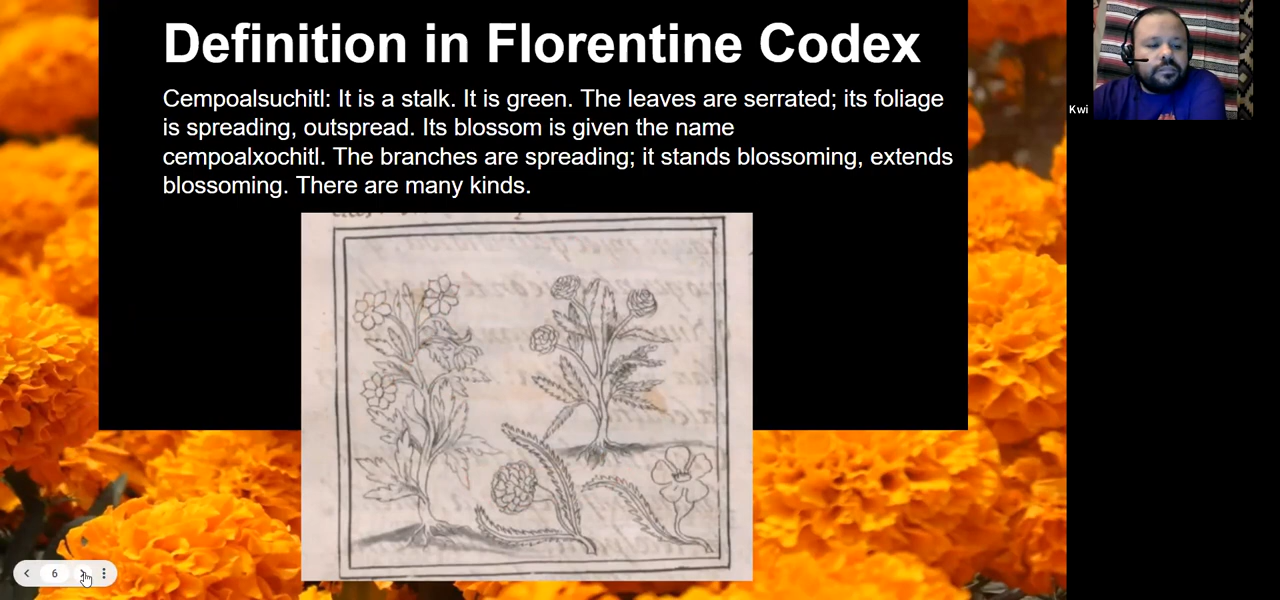 Definition in Florentine Codex
Cempoalsuchitl: It is a stalk. It is green. The leaves are serrated; its foliage
is spreading, outspread. Its blossom is given the name
cempoalxochitl. The branches are spreading; it stands blossoming, extends
blossoming. There are many kinds.
Kwi
6